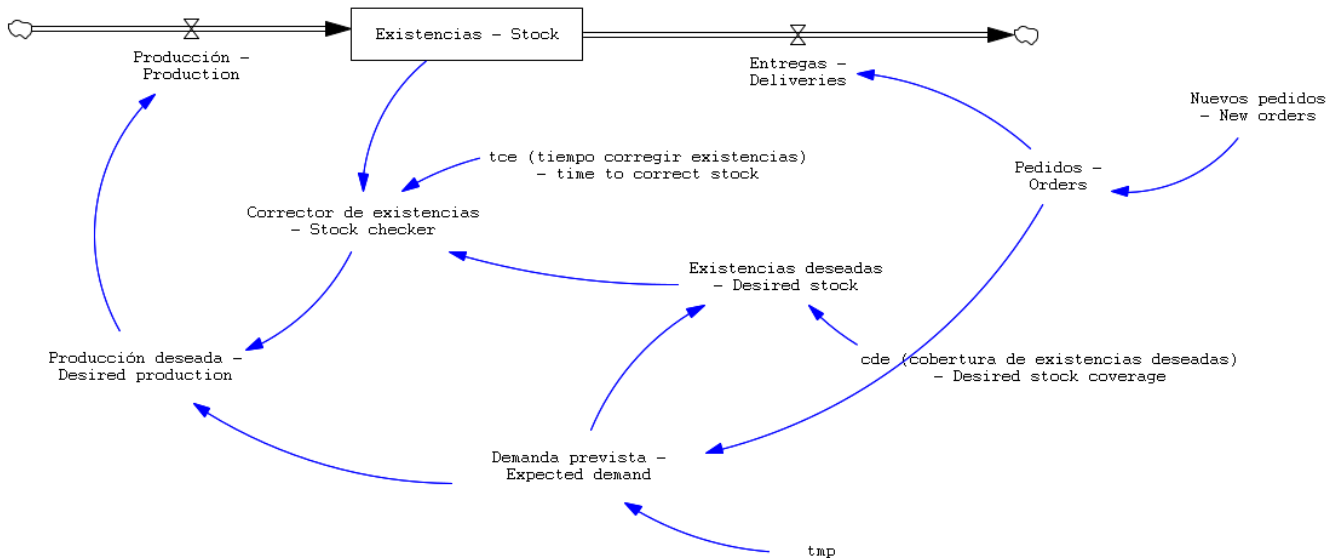 Existencias – Stock
Producción –
Production
Entregas –
Deliveries
Nuevos pedidos
– New orders
tce (tiempo corregir existencias)
– time to correct stock
Pedidos –
Orders
Corrector de existencias
– Stock checker
Existencias deseadas
– Desired stock
Producción deseada –
Desired production
cde (cobertura de existencias deseadas)
– Desired stock coverage
Demanda prevista –
Expected demand
tmp